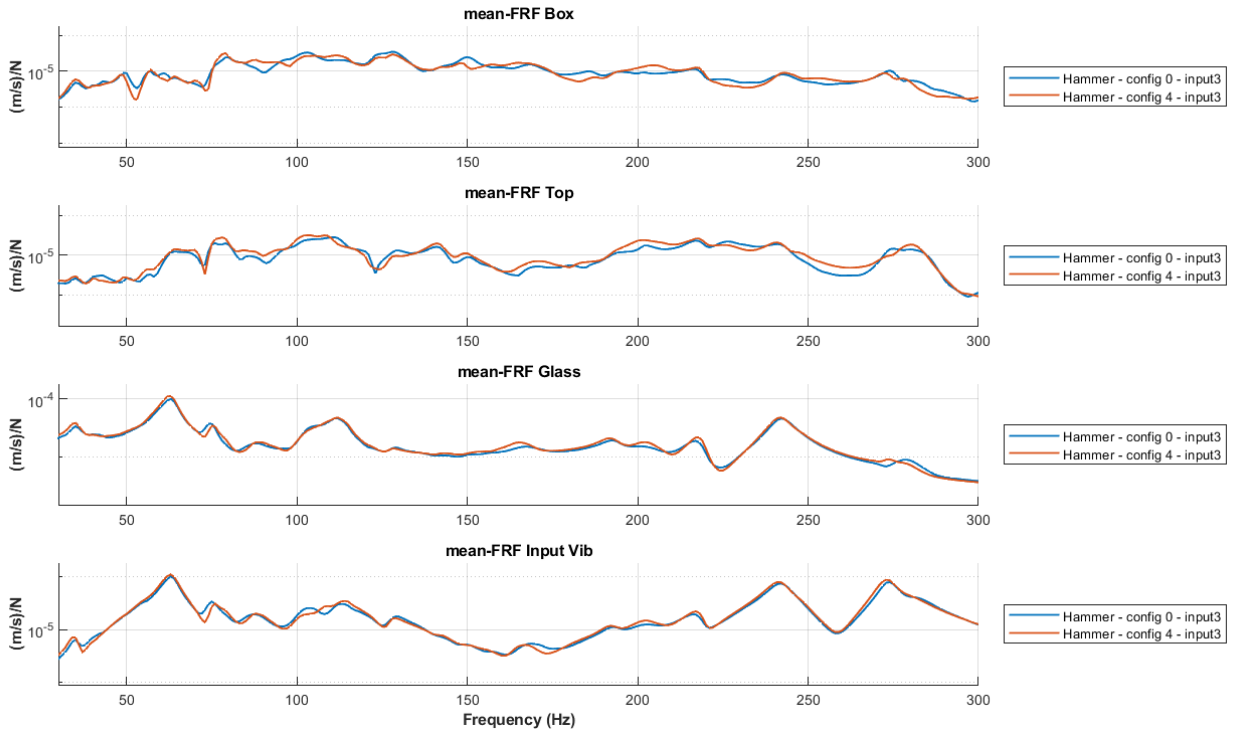 mean-FRF Box
(m/s)/N
10-5
50 100 150 200 250 300
Hammer - config 0 - input3
Hammer - config 4 - input3
mean-FRF Top
(m/s)/N
10-5
50 100 150 200 250 300
Hammer - config 0 - input3
Hammer - config 4 - input3
mean-FRF Glass
(m/s)/N
10-4
50 100 150 200 250 300
Hammer - config 0 - input3
Hammer - config 4 - input3
mean-FRF Input Vib
(m/s)/N
10-5
50 100 150 200 250 300
Frequency (Hz)
Hammer - config 0 - input3
Hammer - config 4 - input3